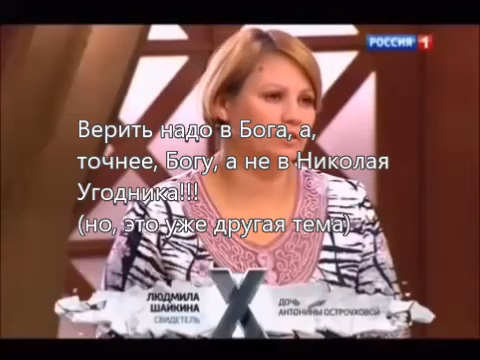 РОССИЯ 1
Верить надо в Бога, а,
точнее, Богу, а не в Николая
Угодника!!!
(но, это уже другая тема)
ЛЮДМИЛА
ШАЙКИНА
СВИДЕТЕЛЬ
X
ДОЧЬ
АНТОНИНЫ ОСТРОУХОВОЙ